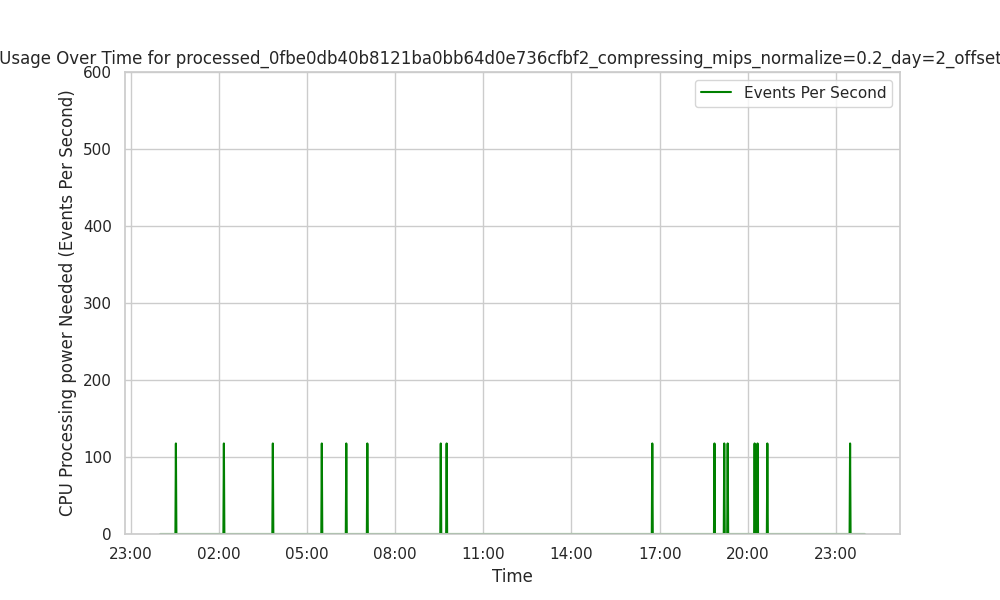 Usage Over Time for processed_0fbe0db40b8121ba0bb64d0e736cfbf2_compressing_mips_normalize=0.2_day=2_offset
Events Per Second
CPU Processing power Needed (Events Per Second)
600
500
400
300
200
100
0
23:00 02:00 05:00 08:00 11:00 14:00 17:00 20:00 23:00
Time